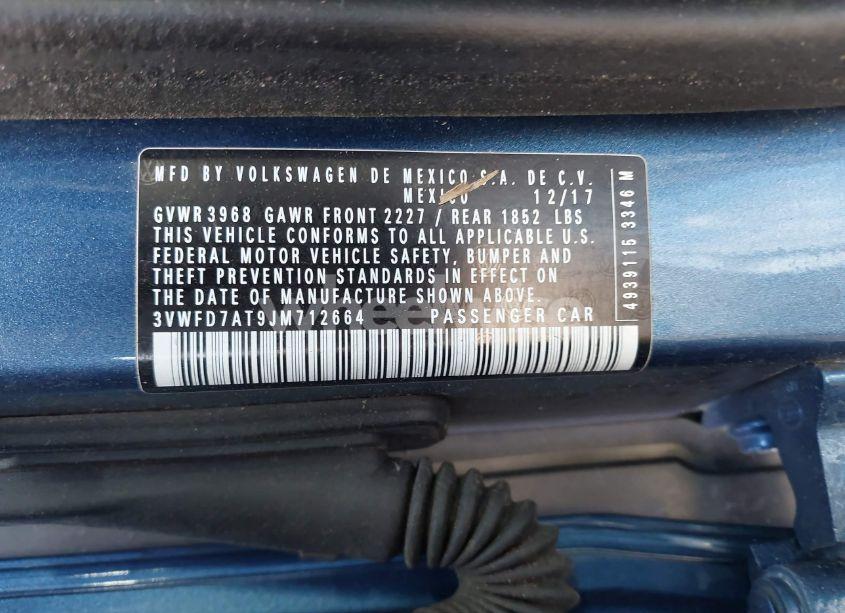 MFD BY VOLKSWAGEN DE MEXICO S.A. DE C.V.
MEXICO 12/17
GVWR 3968 GAWR FRONT 2227 / REAR 1852 LBS
THIS VEHICLE CONFORMS TO ALL APPLICABLE U.S.
FEDERAL MOTOR VEHICLE SAFETY, BUMPER AND
THEFT PREVENTION STANDARDS IN EFFECT ON
THE DATE OF MANUFACTURE SHOWN ABOVE.
3VWFD7AT9JM712664 PASSENGER CAR
4939115 3346 M